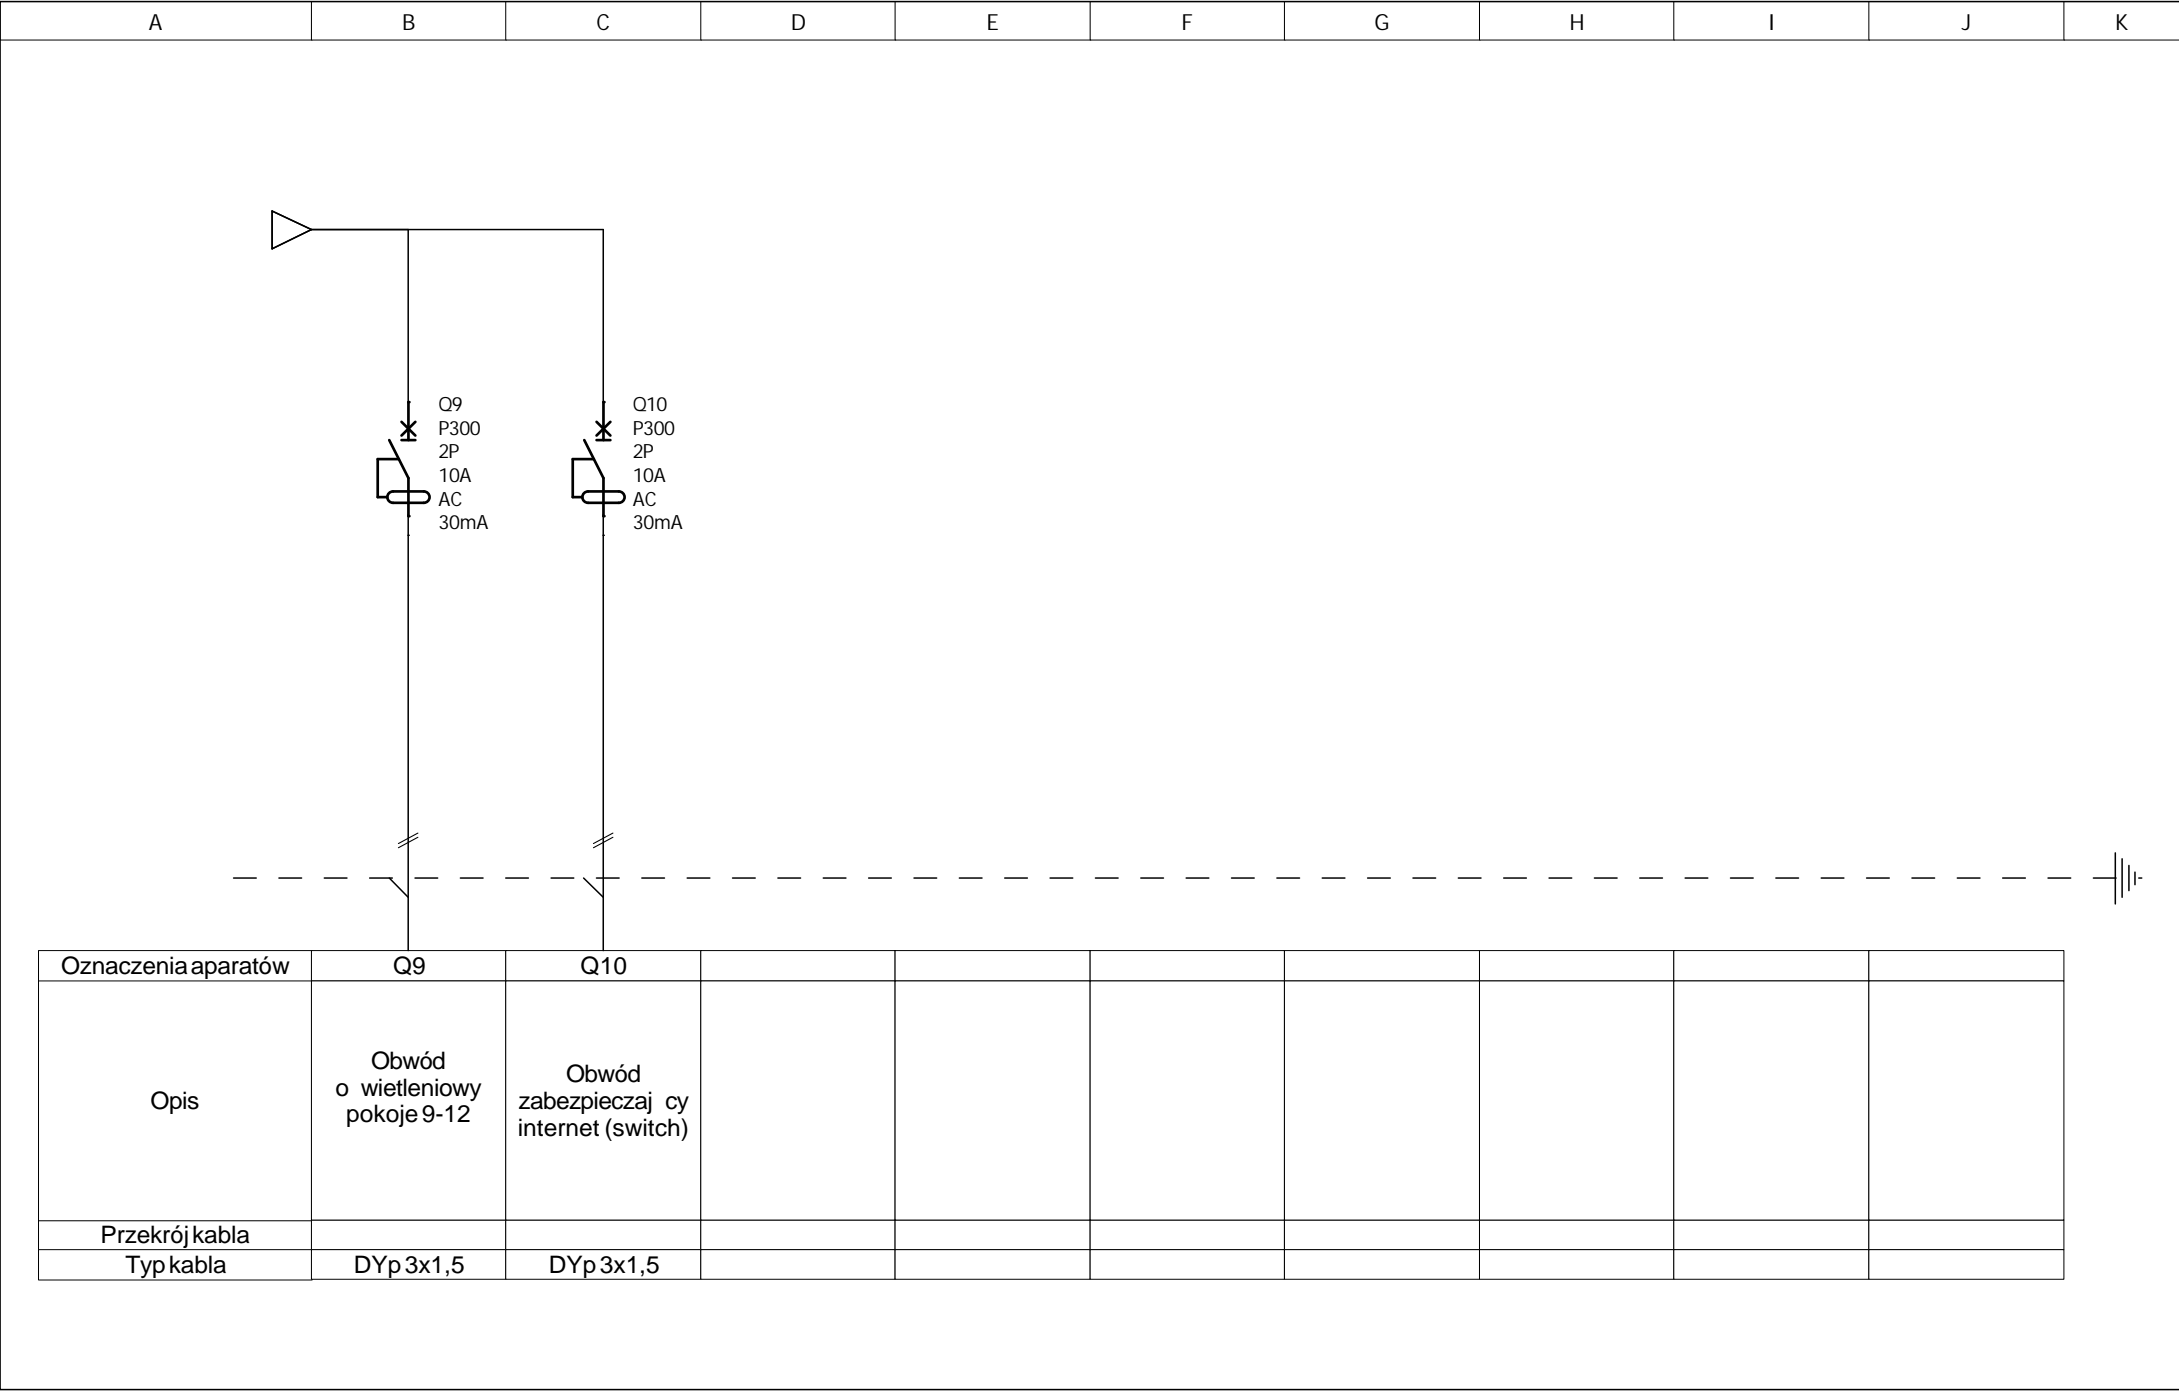 A B C D E F G H I J K
Q9
P300
2P
10A
AC
30mA
Q10
P300
2P
10A
AC
30mA
Oznaczenia aparatów Q9 Q10
Opis
Obwód
o wietleniowy
pokoje 9-12
Obwód
zabezpieczaj cy
internet (switch)
Przekrój kabla
Typ kabla DYp 3x1,5 DYp 3x1,5